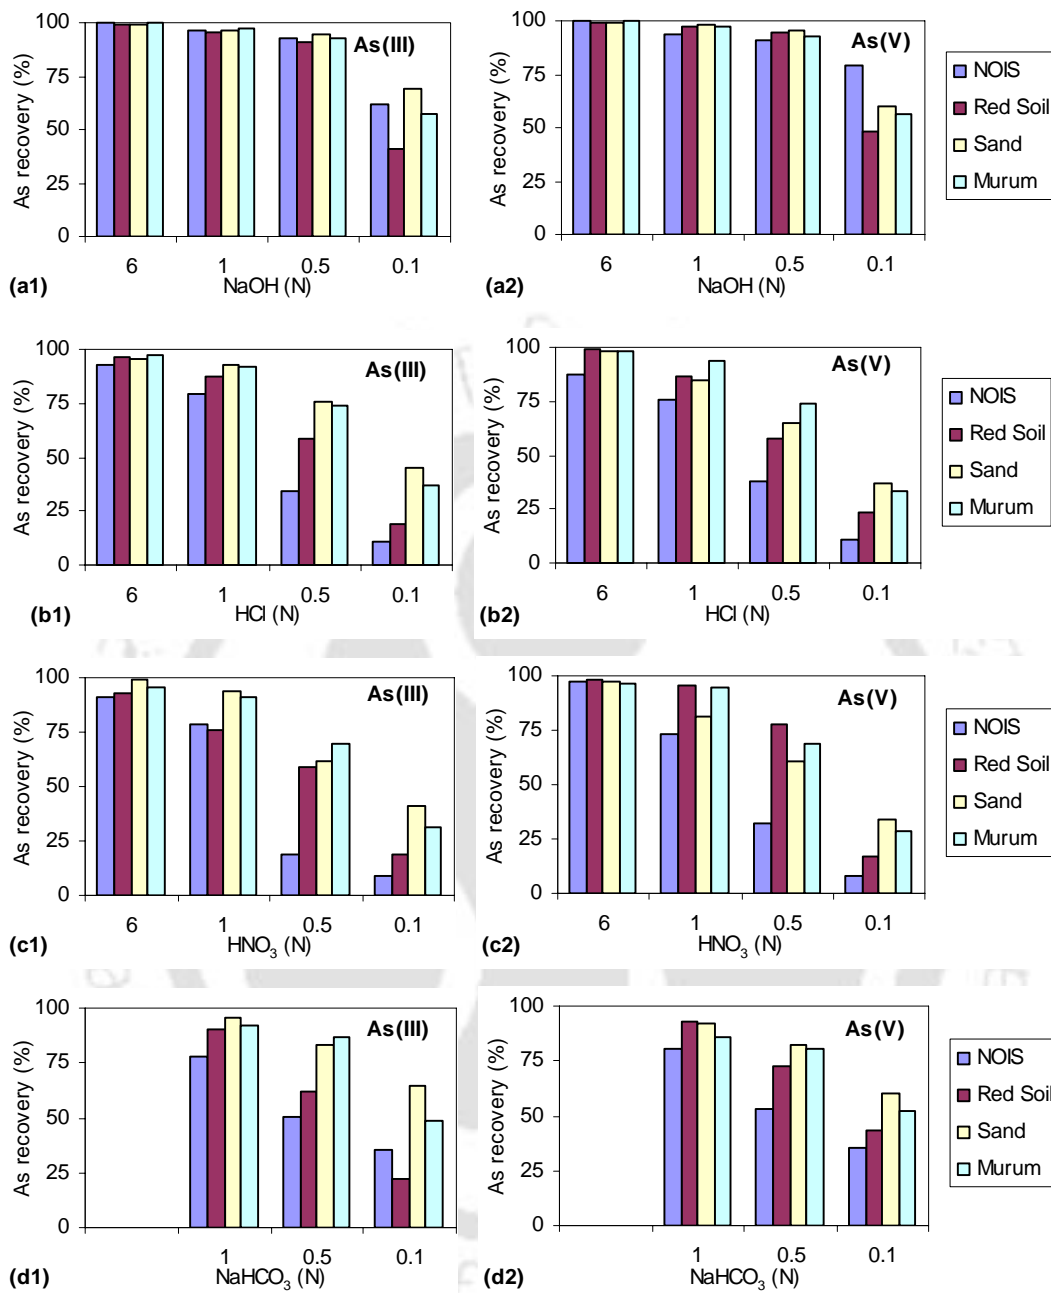 As(III)
As recovery (%)
100
75
50
25
0
6 1 0.5 0.1
NaOH (N)
(a1)
As(V)
As recovery (%)
100
75
50
25
0
6 1 0.5 0.1
NaOH (N)
(a2)
NOIS
Red Soil
Sand
Murum
As(III)
As recovery (%)
100
75
50
25
0
6 1 0.5 0.1
HCl (N)
(b1)
As(V)
As recovery (%)
100
75
50
25
0
6 1 0.5 0.1
HCl (N)
(b2)
NOIS
Red Soil
Sand
Murum
As(III)
As recovery (%)
100
75
50
25
0
6 1 0.5 0.1
HNO₃ (N)
(c1)
As(V)
As recovery (%)
100
75
50
25
0
6 1 0.5 0.1
HNO₃ (N)
(c2)
NOIS
Red Soil
Sand
Murum
As(III)
As recovery (%)
100
75
50
25
0
1 0.5 0.1
NaHCO₃ (N)
(d1)
As(V)
As recovery (%)
100
75
50
25
0
1 0.5 0.1
NaHCO₃ (N)
(d2)
NOIS
Red Soil
Sand
Murum